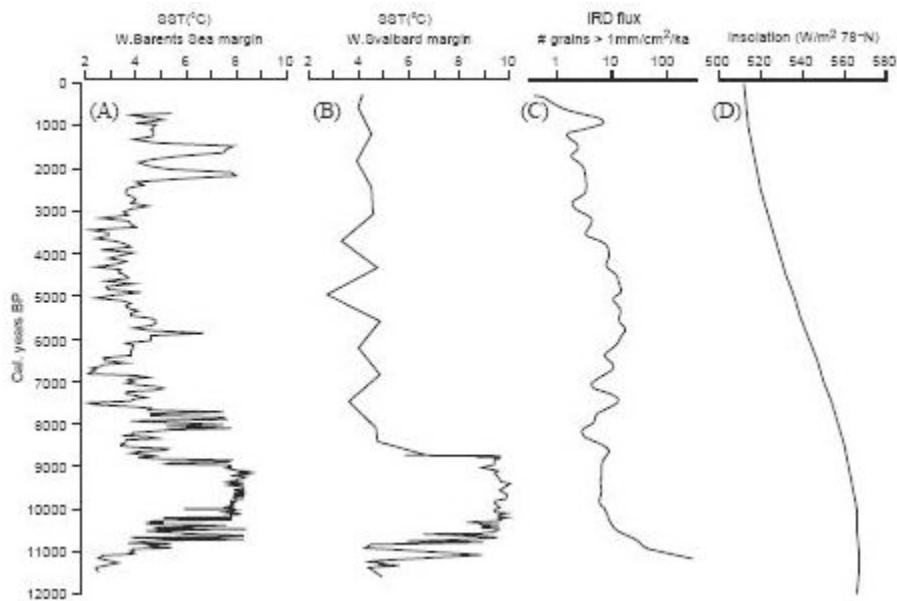 SST(°C)
W.Barents Sea margin
SST(°C)
W.Svalbard margin
IRD flux
# grains > 1mm/cm²/ka
Insolation (W/m² 78-N)
2 4 6 8 10
2 4 6 8 10
1 10 100
500 520 540 560 580
(A)
(B)
(C)
(D)
Cal. years BP
0
1000
2000
3000
4000
5000
6000
7000
8000
9000
10000
11000
12000